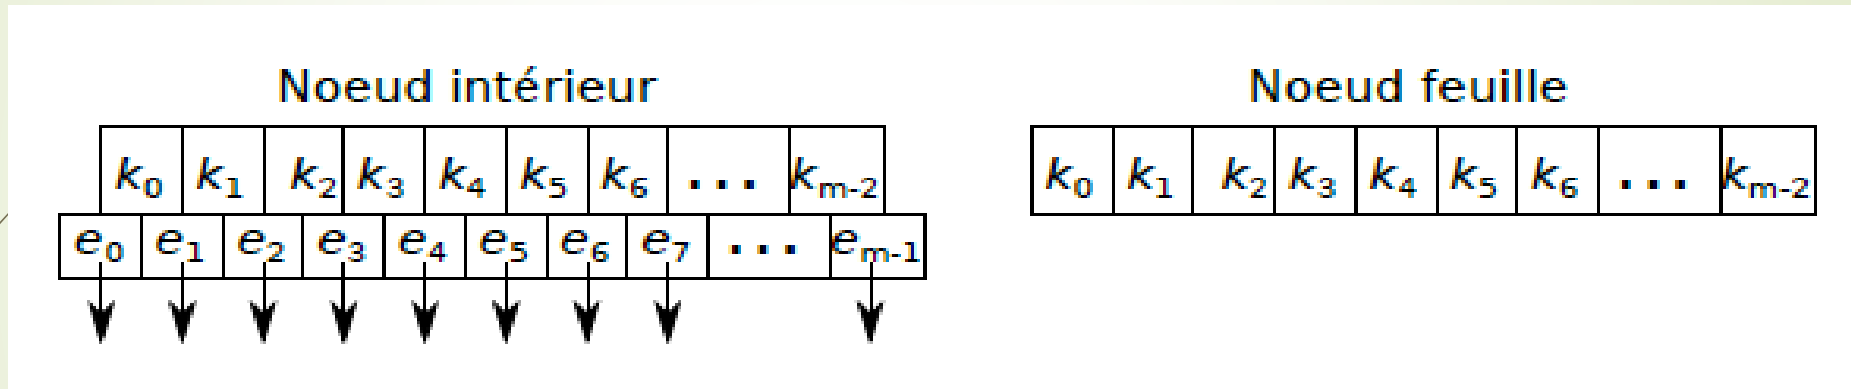 Noeud intérieur
Noeud feuille
k0 k1 k2 k3 k4 k5 k6 ... km-2
e0 e1 e2 e3 e4 e5 e6 e7 ... em-1
k0 k1 k2 k3 k4 k5 k6 ... km-2